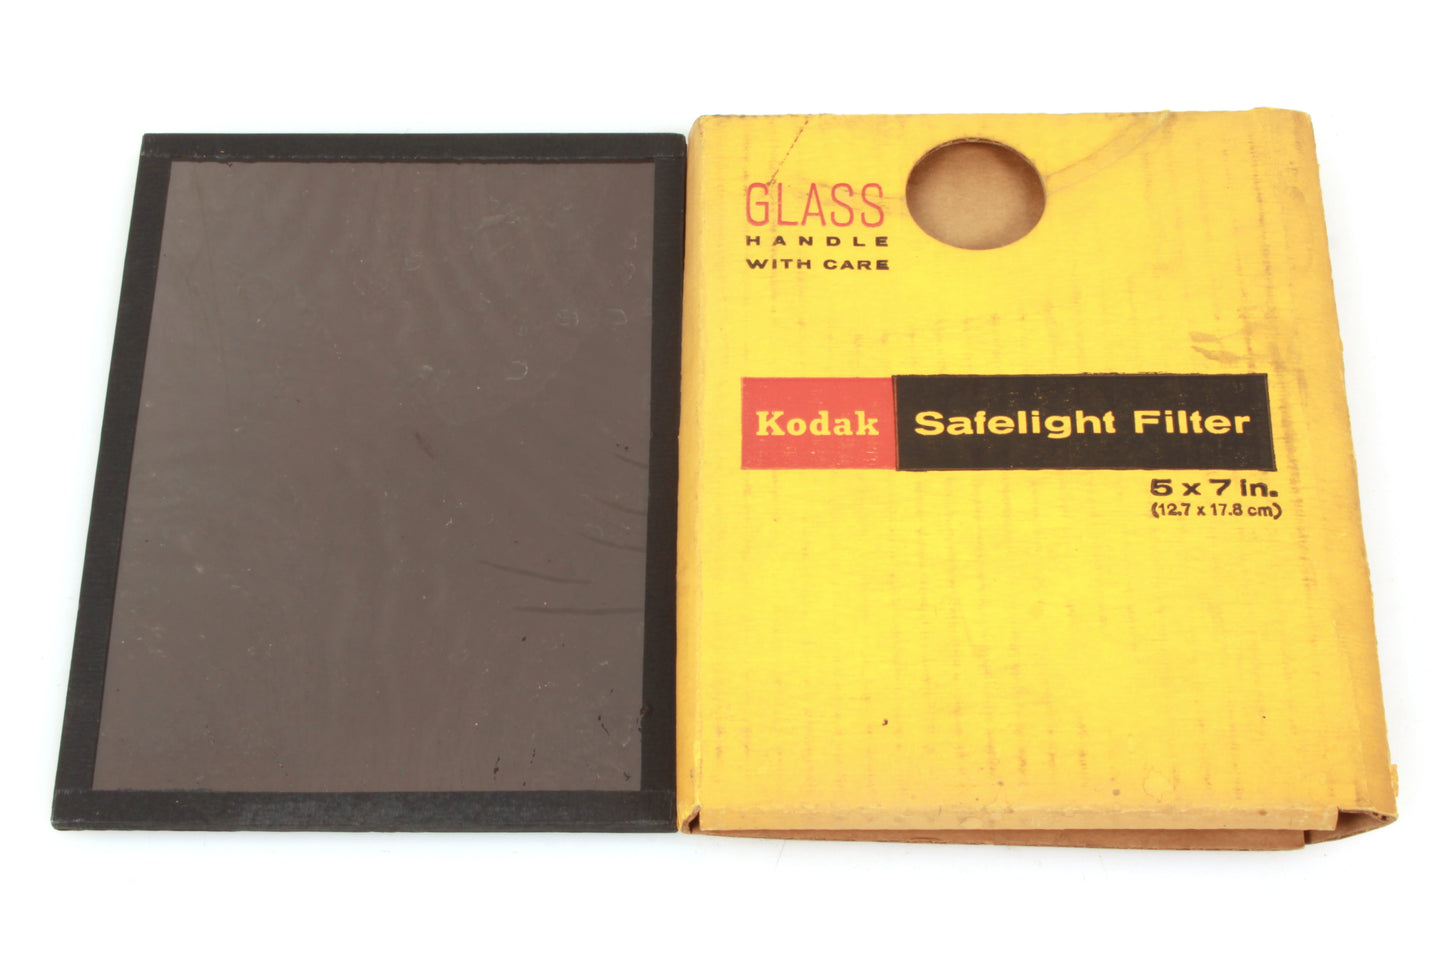 GLASS
HANDLE
WITH CARE
Kodak Safelight Filter
5 x 7 in.
(12.7 x 17.8 cm)